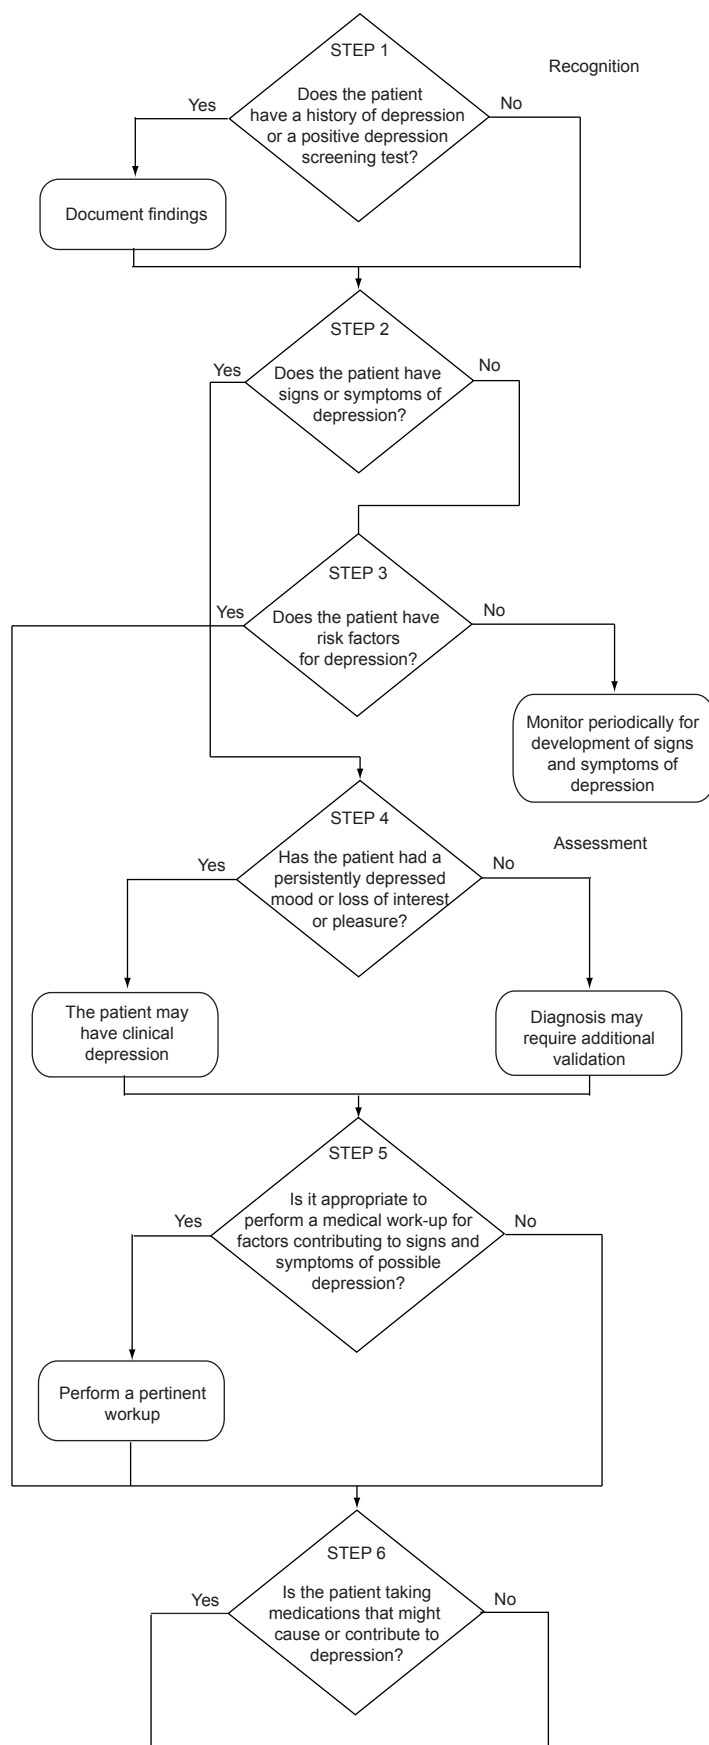 STEP 1
Recognition
Does the patient
have a history of depression
or a positive depression
screening test?
Yes
No
Document findings
STEP 2
Does the patient have
signs or symptoms of
depression?
Yes
No
STEP 3
Does the patient have
risk factors
for depression?
Yes
No
Monitor periodically for
development of signs
and symptoms of
depression
STEP 4
Assessment
Has the patient had a
persistently depressed
mood or loss of interest
or pleasure?
Yes
No
The patient may
have clinical
depression
Diagnosis may
require additional
validation
STEP 5
Is it appropriate to
perform a medical work-up for
factors contributing to signs and
symptoms of possible
depression?
Yes
No
Perform a pertinent
workup
STEP 6
Is the patient taking
medications that might
cause or contribute to
depression?
Yes
No